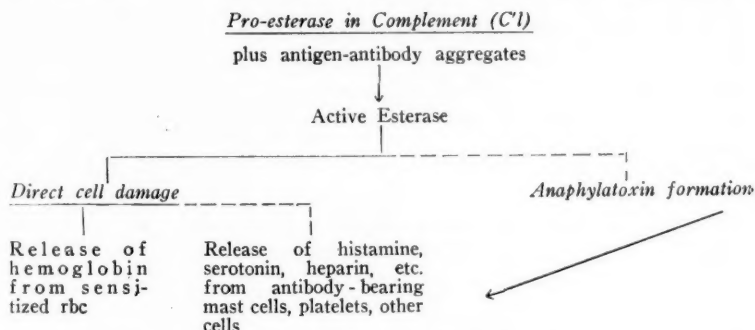 Pro-esterase in Complement (C'1)
plus antigen-antibody aggregates
Active Esterase
Direct cell damage
Anaphylatoxin formation
Release of
hemoglobin
from sensi-
tized rbc
Release of histamine,
serotonin, heparin, etc.
from antibody-bearing
mast cells, platelets, other
cells